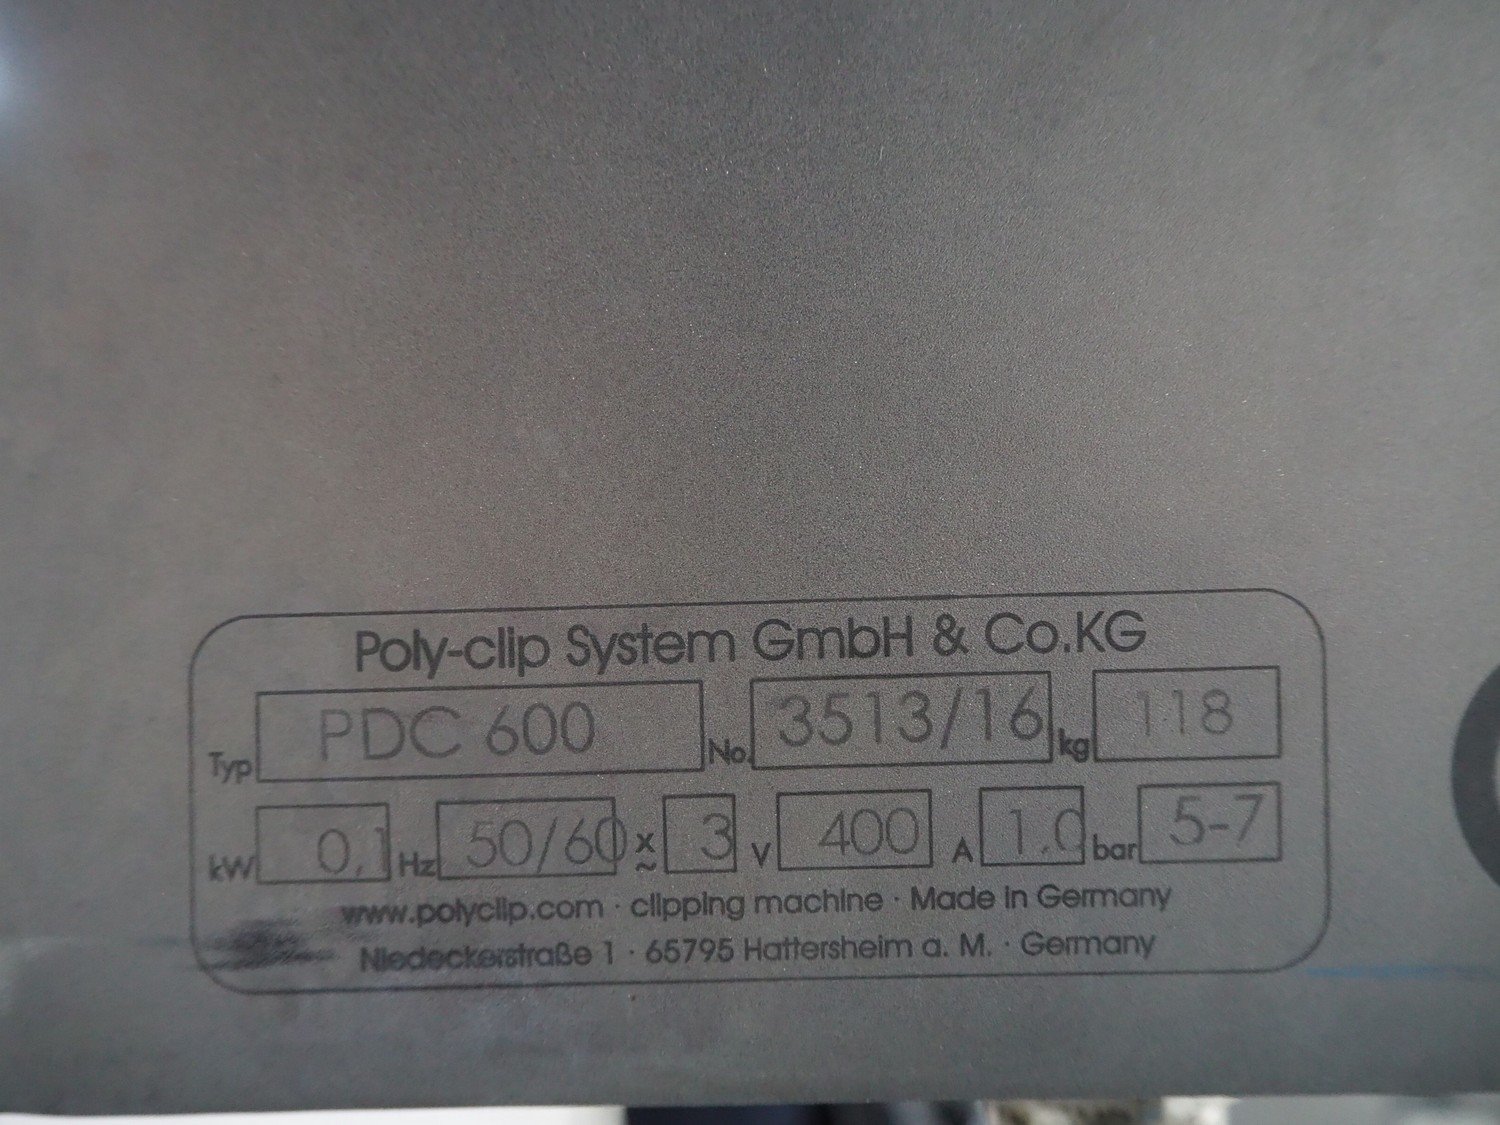 Poly-clip System GmbH & Co.KG
Typ PDC 600 No. 3513/16 kg 118
kW 0,1 Hz 50/60 x ~ 3 V 400 A 1.0 bar 5-7
www.polyclip.com · clipping machine · Made in Germany
Niedeckerstraße 1 · 65795 Hattersheim a. M. · Germany